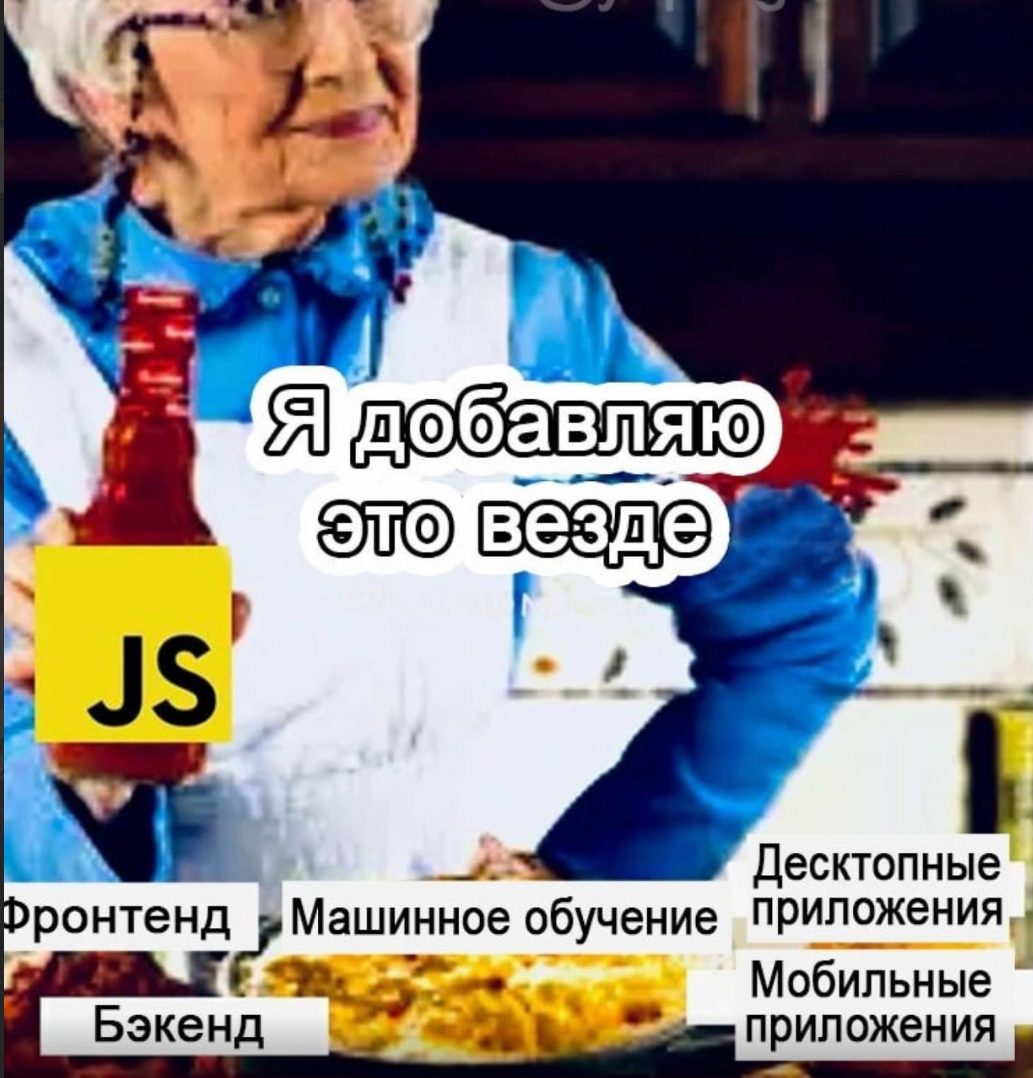 Я добавляю
это везде
JS
Фронтенд
Машинное обучение
Десктопные
приложения
Бэкенд
Мобильные
приложения